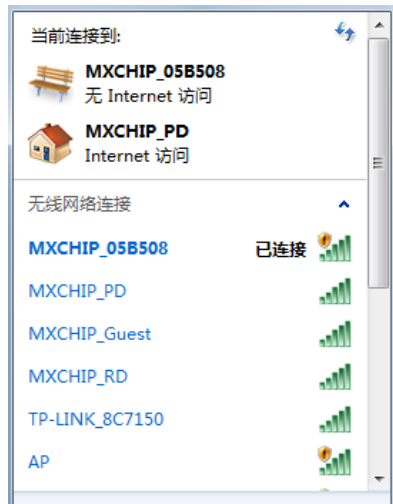 当前连接到:
MXCHIP_05B508
无 Internet 访问
MXCHIP_PD
Internet 访问
无线网络连接
MXCHIP_05B508 已连接
MXCHIP_PD
MXCHIP_Guest
MXCHIP_RD
TP-LINK_8C7150
AP